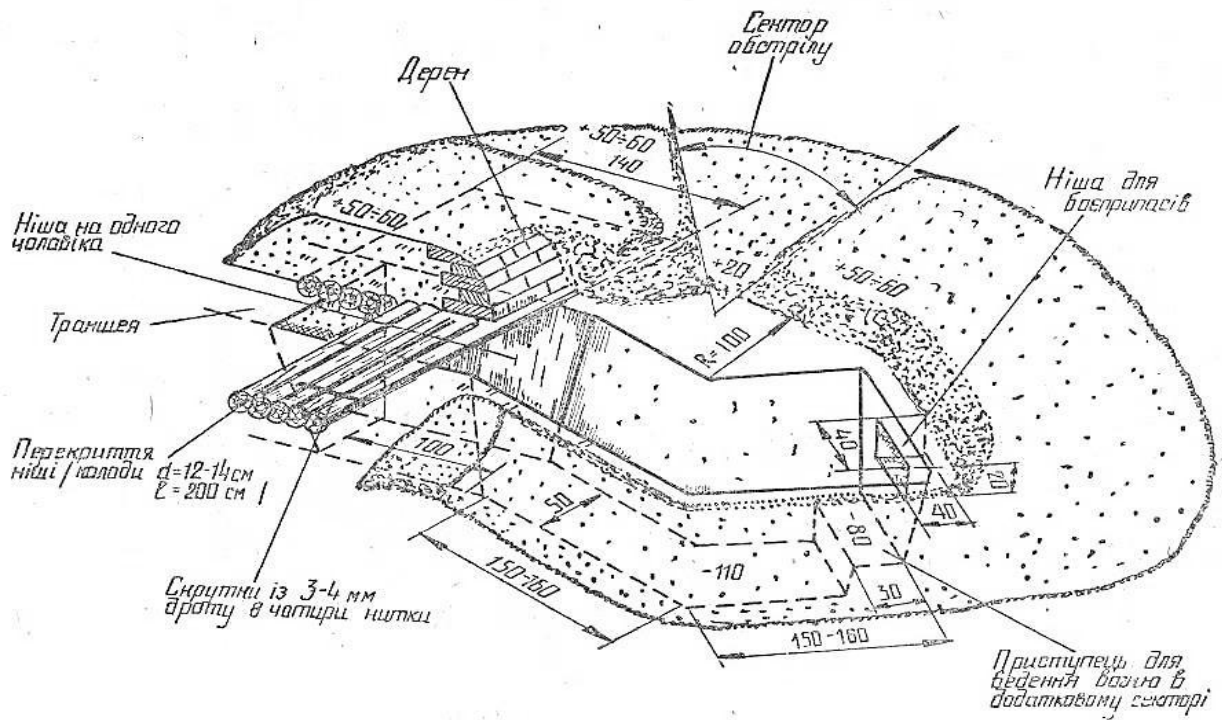 Сектор
обстрілу
Дерен
+50÷60
140
Ніша для
боєприпасів
+50÷60
Ніша на одного
чоловіка
+20
+50÷60
Траншея
R=100
Перекриття
ніші / колоди d=12-14 см
ℓ=200 см /
100
40
20
40
50
80
-110
30
150-160
150-160
Скрутки із 3-4 мм
дроту в чотири нитки
Приступець для
ведення вогню в
додатковому секторі